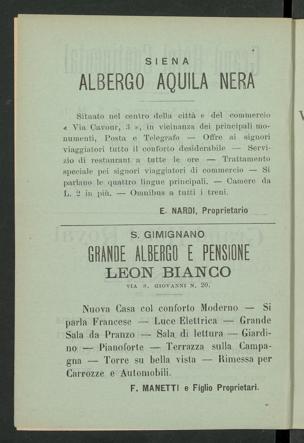 SIENA
ALBERGO AQUILA NERA
Situato nel centro della città e del commercio
« Via Cavour, 3 », in vicinanza dei principali mo-
numenti, Posta e Telegrafo — Offre ai signori
viaggiatori tutto il conforto desiderabile — Servi-
zio di restaurant a tutte le ore — Trattamento
speciale pei signori viaggiatori di commercio — Si
parlano le quattro lingue principali. — Camere da
L. 2 in più. — Omnibus a tutti i treni.
E. NARDI, Proprietario
S. GIMIGNANO
GRANDE ALBERGO E PENSIONE
LEON BIANCO
VIA S. GIOVANNI N. 20.
Nuova Casa col conforto Moderno — Si
parla Francese — Luce Elettrica — Grande
Sala da Pranzo — Sala di lettura — Giardi-
no — Pianoforte — Terrazza sulla Campa-
gna — Torre su bella vista — Rimessa per
Carrozze e Automobili.
F. MANETTI e Figlio Proprietari.